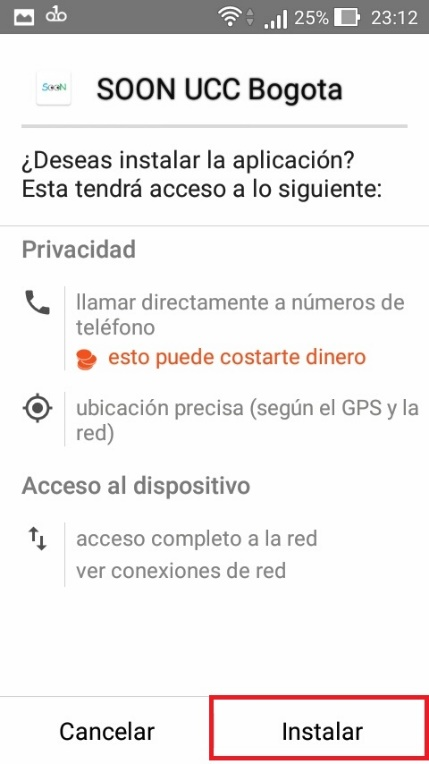 25% 23:12
SOON SOON UCC Bogota
¿Deseas instalar la aplicación?
Esta tendrá acceso a lo siguiente:
Privacidad
llamar directamente a números de
teléfono
esto puede costarte dinero
ubicación precisa (según el GPS y la
red)
Acceso al dispositivo
acceso completo a la red
ver conexiones de red
Cancelar Instalar